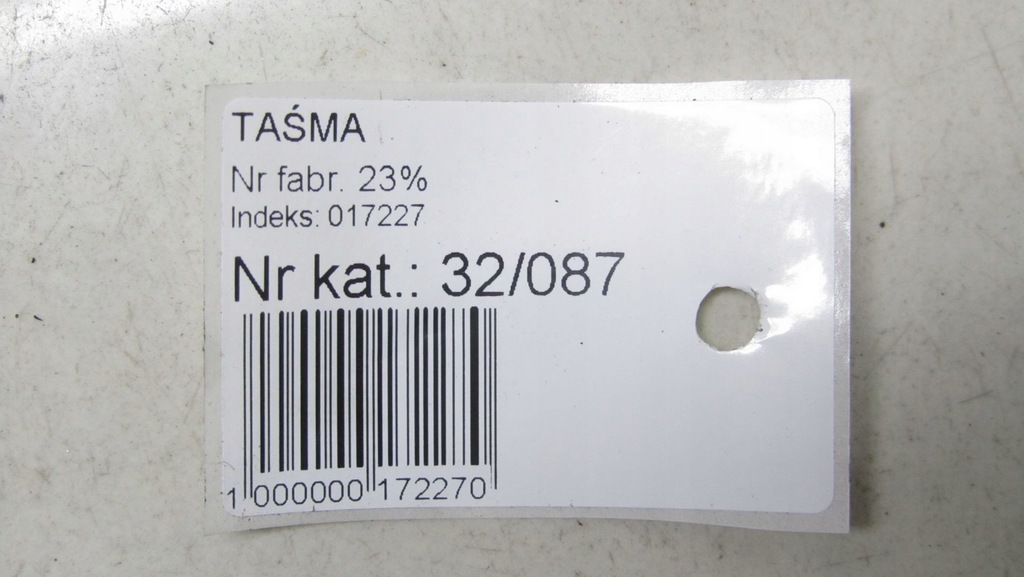 TAŚMA
Nr fabr. 23%
Indeks: 017227
Nr kat.: 32/087
1 000000 172270